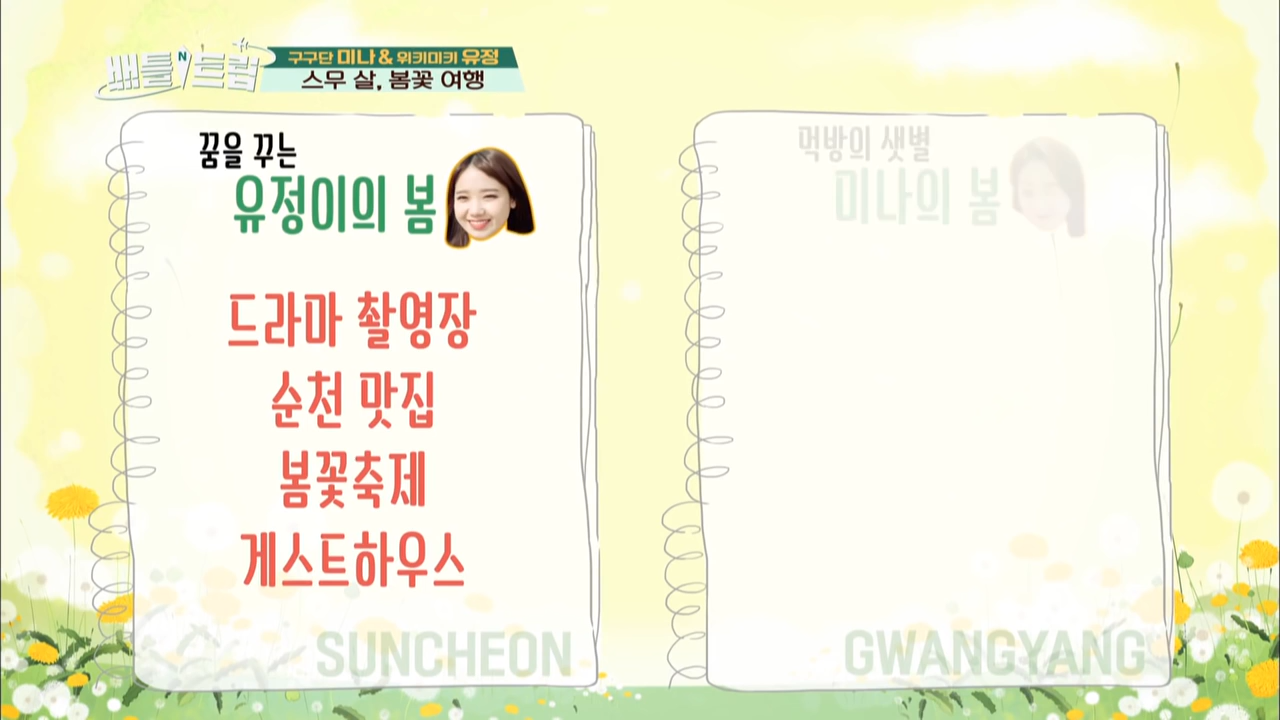 배틀트립
구구단 미나 & 위키미키 유정
스무 살, 봄꽃 여행
꿈을 꾸는
유정이의 봄
드라마 촬영장
순천 맛집
봄꽃축제
게스트하우스
SUNCHEON
먹방의 샛별
미나의 봄
GWANGYANG